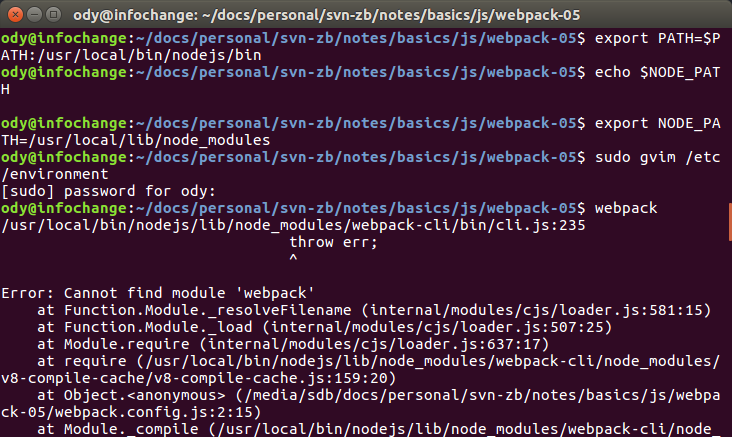 ody@infochange: ~/docs/personal/svn-zb/notes/basics/js/webpack-05
ody@infochange:~/docs/personal/svn-zb/notes/basics/js/webpack-05$ export PATH=$P
ATH:/usr/local/bin/nodejs/bin
ody@infochange:~/docs/personal/svn-zb/notes/basics/js/webpack-05$ echo $NODE_PAT
H
ody@infochange:~/docs/personal/svn-zb/notes/basics/js/webpack-05$ export NODE_PA
TH=/usr/local/lib/node_modules
ody@infochange:~/docs/personal/svn-zb/notes/basics/js/webpack-05$ sudo gvim /etc
/environment
[sudo] password for ody:
ody@infochange:~/docs/personal/svn-zb/notes/basics/js/webpack-05$ webpack
/usr/local/bin/nodejs/lib/node_modules/webpack-cli/bin/cli.js:235
                                throw err;
                                ^
Error: Cannot find module 'webpack'
    at Function.Module._resolveFilename (internal/modules/cjs/loader.js:581:15)
    at Function.Module._load (internal/modules/cjs/loader.js:507:25)
    at Module.require (internal/modules/cjs/loader.js:637:17)
    at require (/usr/local/bin/nodejs/lib/node_modules/webpack-cli/node_modules/
v8-compile-cache/v8-compile-cache.js:159:20)
    at Object.<anonymous> (/media/sdb/docs/personal/svn-zb/notes/basics/js/webpa
ck-05/webpack.config.js:2:15)
    at Module._compile (/usr/local/bin/nodejs/lib/node_modules/webpack-cli/node_